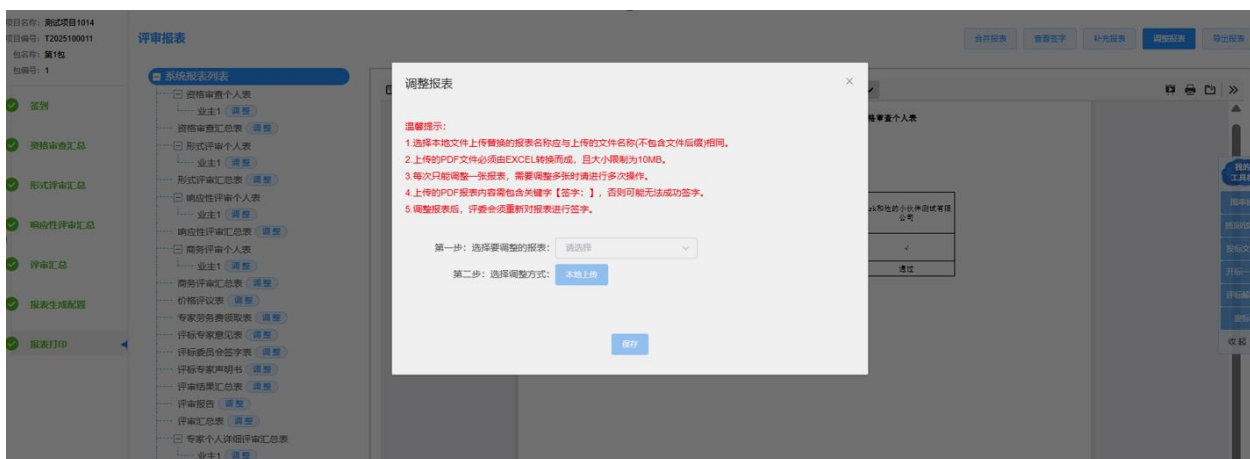 项目名称：测试项目1014
项目编号：T2025100011
包名称：第1包
包编号：1
签到
资格审查汇总
形式评审汇总
响应性评审汇总
评审汇总
报表生成配置
报表打印
评审报表
合并报表
查看签字
补充报表
调整报表
导出报表
系统报表列表
资格审查个人表
业主1 调整
资格审查汇总表 调整
形式评审个人表
业主1 调整
形式评审汇总表 调整
响应性评审个人表
业主1 调整
响应性评审汇总表 调整
商务评审个人表
业主1 调整
商务评审汇总表 调整
价格评议表 调整
专家劳务费领取表 调整
评标专家意见表 调整
评标委员会签字表 调整
评标专家声明书 调整
评审结果汇总表 调整
评审报告 调整
评审汇总表 调整
专家个人详细评审汇总表
业主1 调整
调整报表
温馨提示：
1.选择本地文件上传替换的报表名称应与上传的文件名称(不包含文件后缀)相同。
2.上传的PDF文件必须由EXCEL转换而成，且大小限制为10MB。
3.每次只能调整一张报表，需要调整多张时请进行多次操作。
4.上传的PDF报表内容需包含关键字【签字：】，否则可能无法成功签字。
5.调整报表后，评委会须重新对报表进行签字。
第一步：选择要调整的报表： 请选择
第二步：选择调整方式： 本地上传
保存
格审查个人表
和他的小伙伴测试有限
公司
√
通过
我的
工具
收起